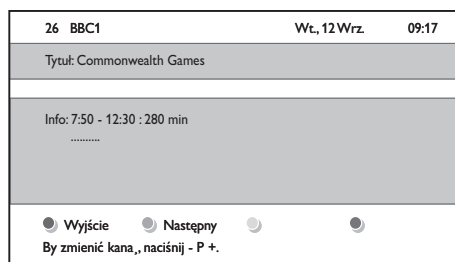 26 BBC1 Wt., 12 Wrz. 09:17
Tytuł: Commonwealth Games
Info: 7:50 - 12:30 : 280 min
..........
Wyjście Następny
By zmienić kana¸, naciśnij - P +.